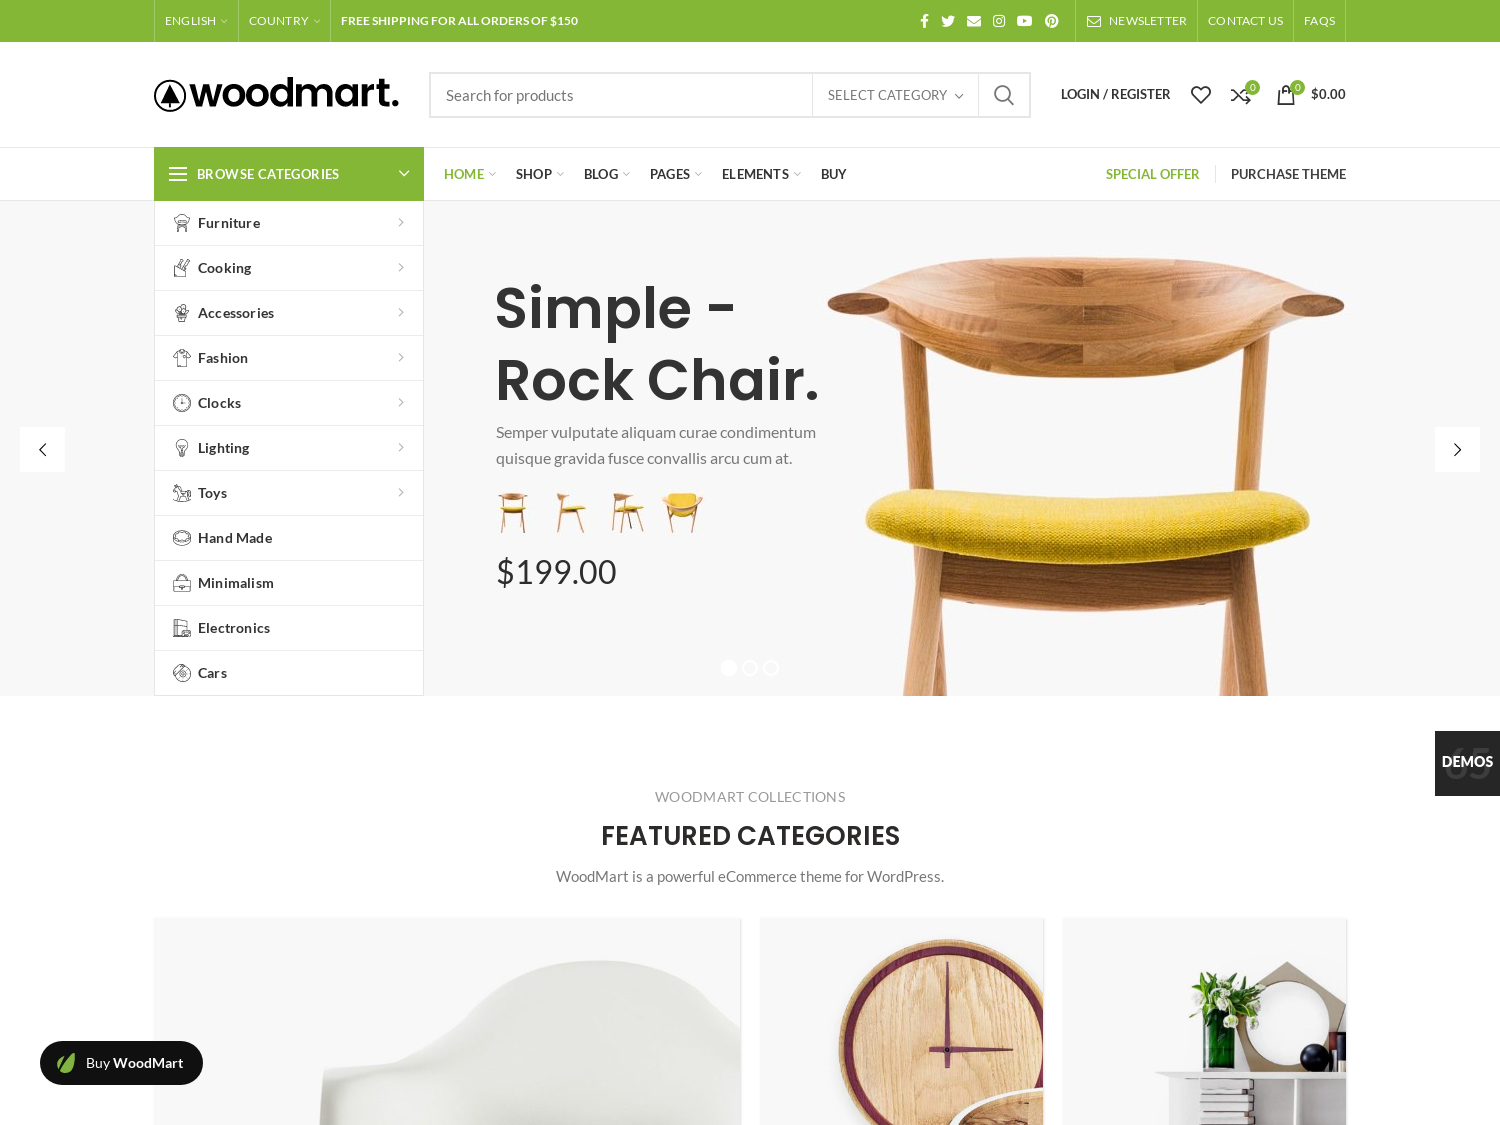 ENGLISH
COUNTRY
FREE SHIPPING FOR ALL ORDERS OF $150
NEWSLETTER
CONTACT US
FAQS
woodmart.
Search for products
SELECT CATEGORY
LOGIN / REGISTER
0
0
$0.00
BROWSE CATEGORIES
HOME
SHOP
BLOG
PAGES
ELEMENTS
BUY
SPECIAL OFFER
PURCHASE THEME
Furniture
Cooking
Accessories
Fashion
Clocks
Lighting
Toys
Hand Made
Minimalism
Electronics
Cars
Simple -
Rock Chair.
Semper vulputate aliquam curae condimentum
quisque gravida fusce convallis arcu cum at.
$199.00
65
DEMOS
WOODMART COLLECTIONS
FEATURED CATEGORIES
WoodMart is a powerful eCommerce theme for WordPress.
Buy WoodMart